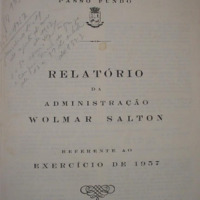 PASSO FUNDO
RELATÓRIO
DA
ADMINISTRAÇÃO
WOLMAR SALTON
REFERENTE AO
EXERCÍCIO DE 1957